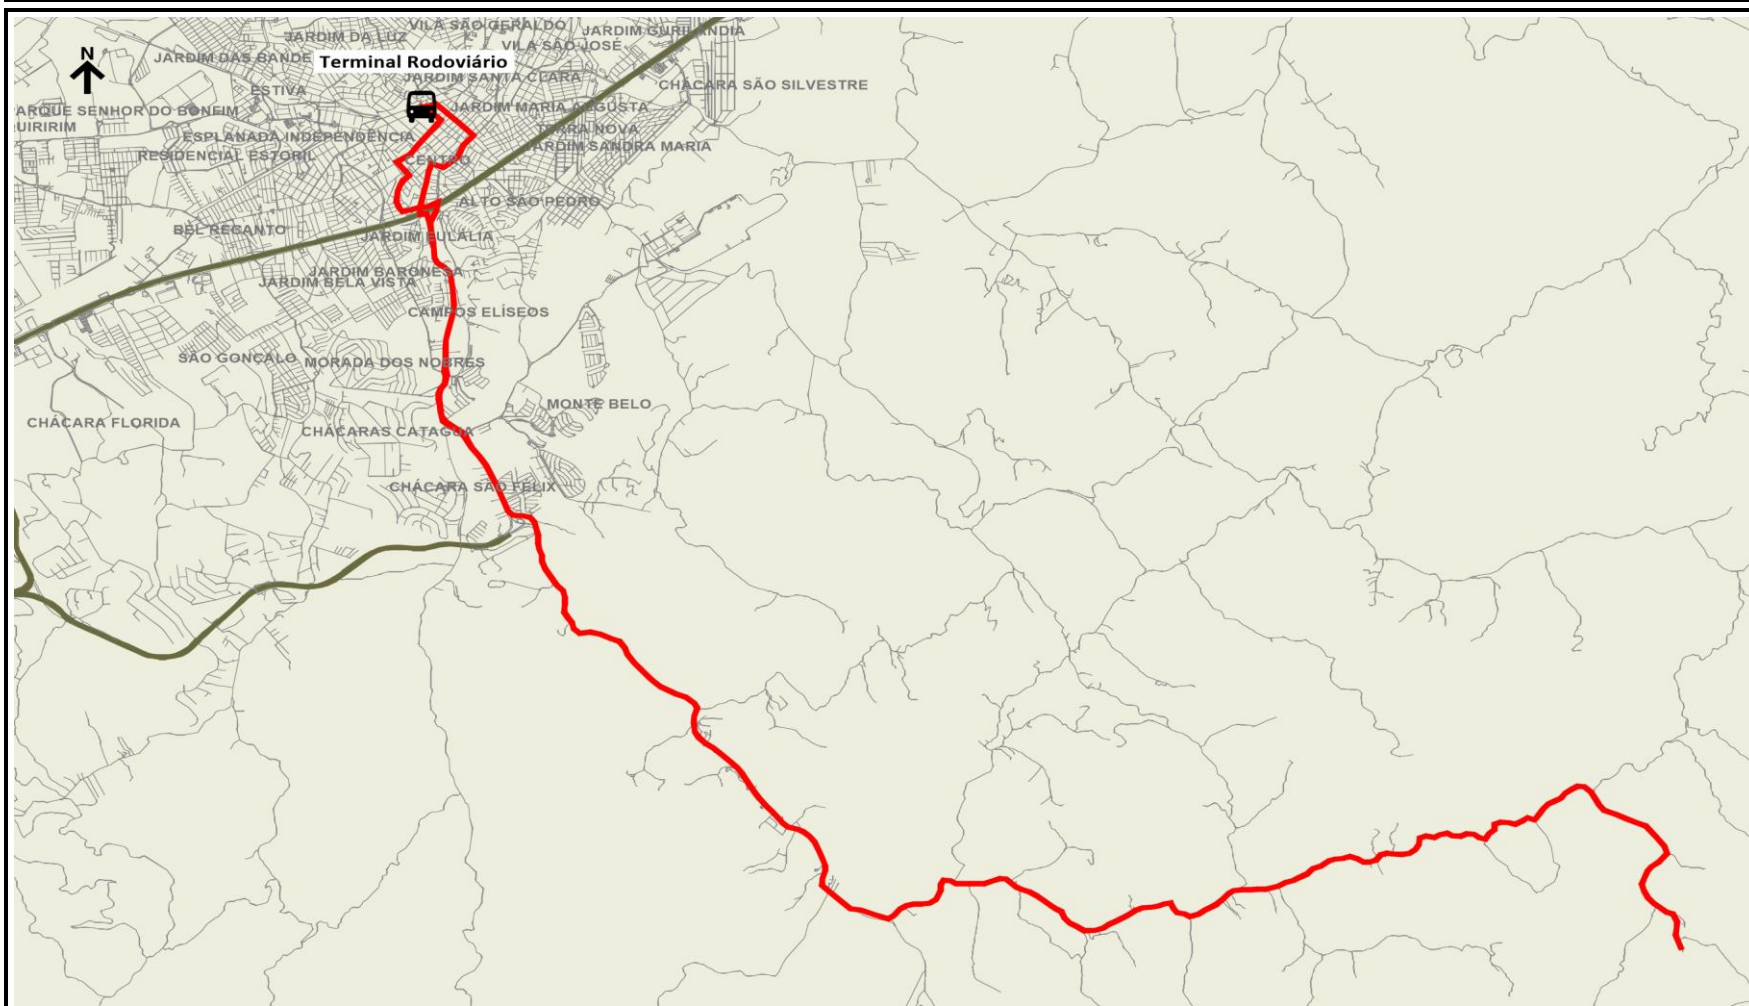 VILA SÃO GERALDO
JARDIM GURILANDIA
JARDIM DA LUZ
VILA SÃO JOSÉ
N
JARDIM DAS BANDE
Terminal Rodoviário
JARDIM SANTA CLARA
CHÁCARA SÃO SILVESTRE
ESTIVA
JARDIM MARIA AUGUSTA
ARQUE SENHOR DO BONFIM
UIRIRIM
TERRA NOVA
ESPLANADA INDEPENDÊNCIA
JARDIM SANDRA MARIA
RESIDENCIAL ESTORIL
CENTRO
ALTO SÃO PEDRO
BEL RECANTO
JARDIM EULÁLIA
JARDIM BARONESA
JARDIM BELA VISTA
CAMPOS ELÍSEOS
SÃO GONÇALO
MORADA DOS NOBRES
MONTE BELO
CHÁCARA FLORIDA
CHÁCARAS CATAGUA
CHÁCARA SÃO FÉLIX